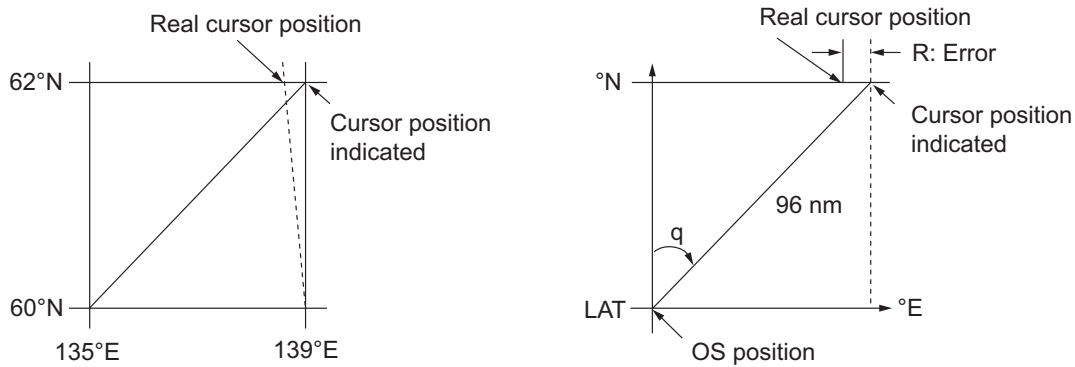 Real cursor position
62°N
Cursor position
indicated
60°N
135°E
139°E
Real cursor position
R: Error
°N
Cursor position
indicated
96 nm
q
LAT
°E
OS position